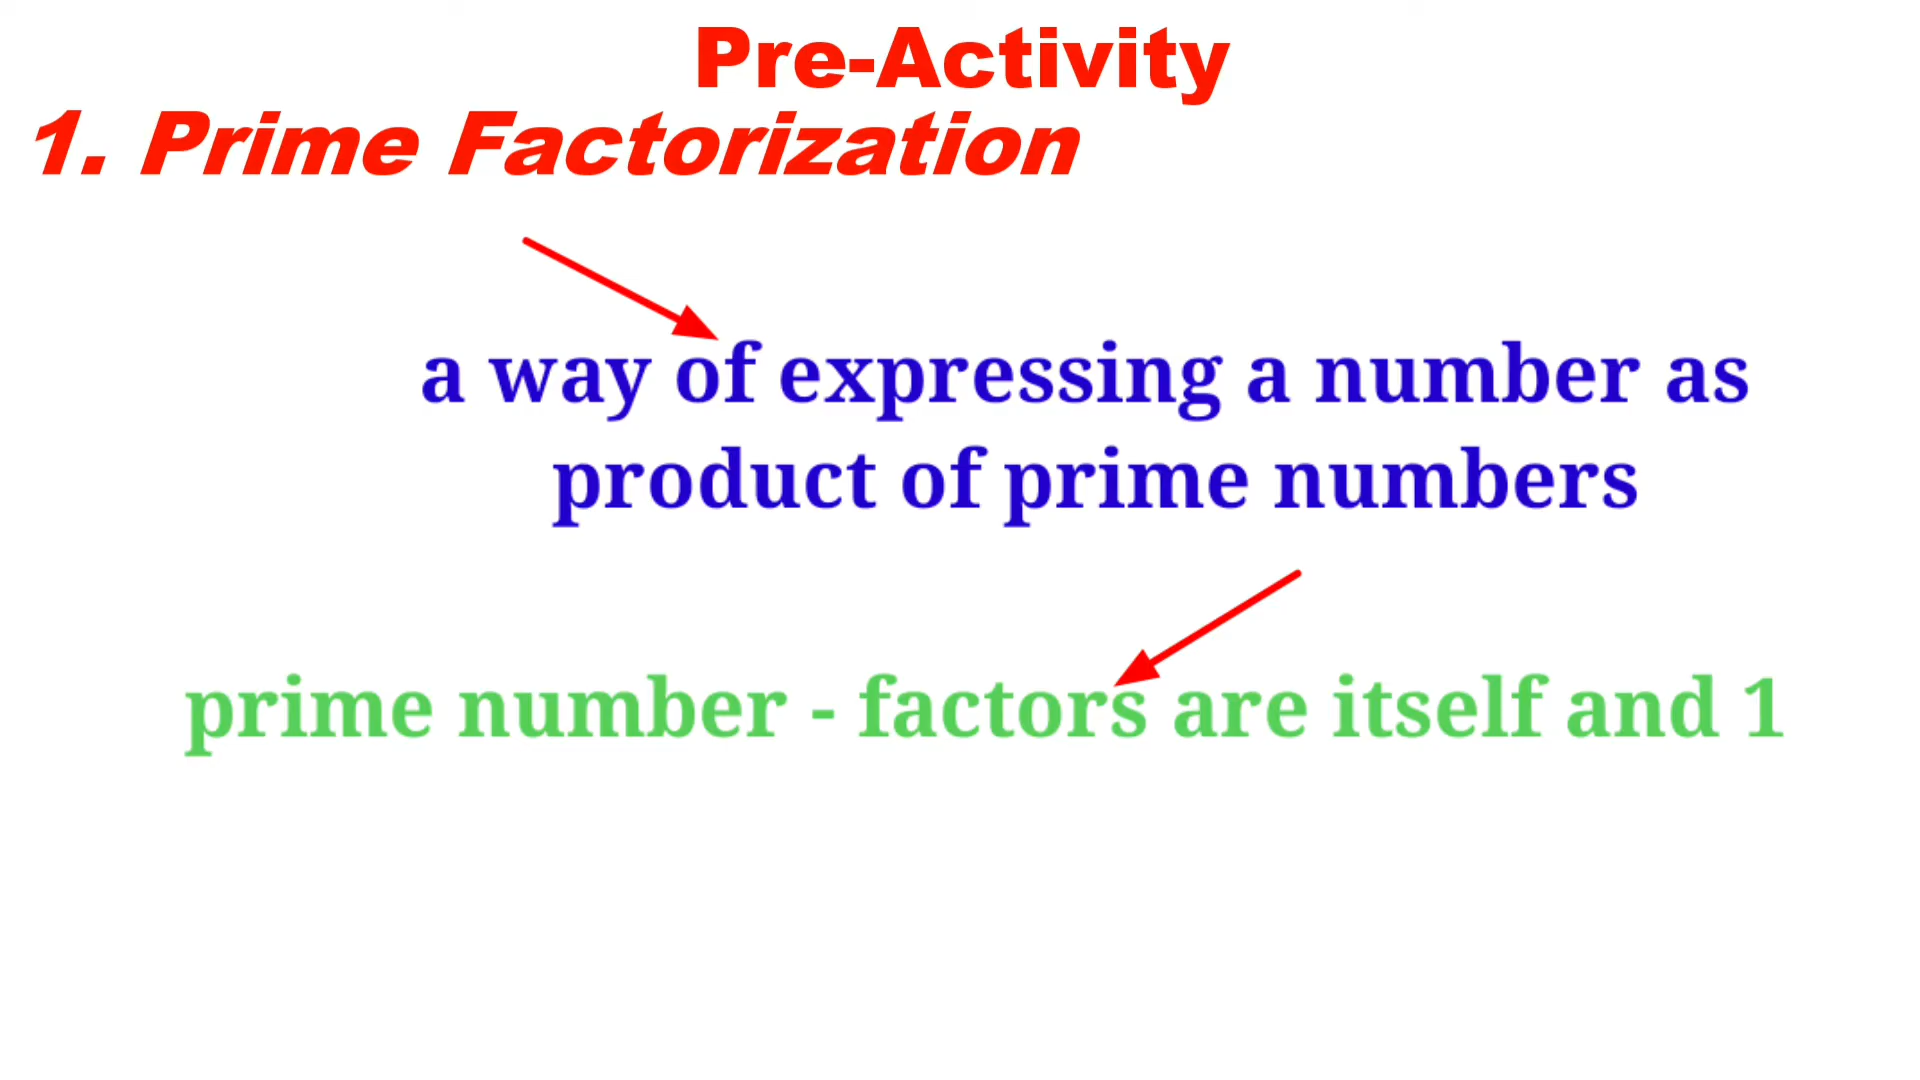 Pre-Activity
1. Prime Factorization
a way of expressing a number as
product of prime numbers
prime number - factors are itself and 1